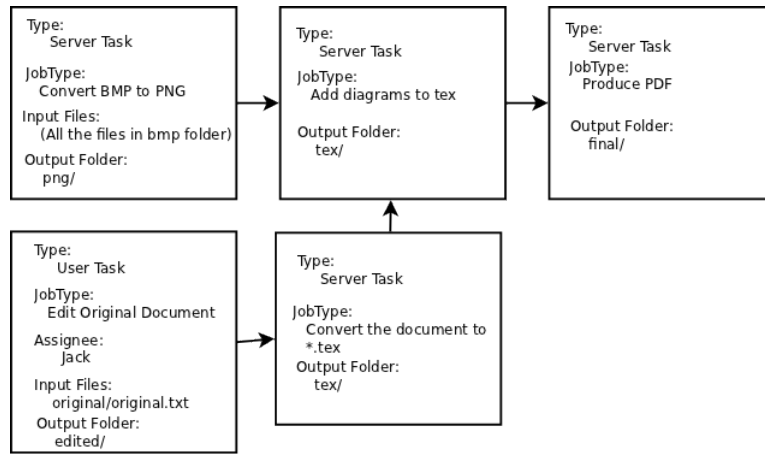 Type:
Server Task
JobType:
Convert BMP to PNG
Input Files:
(All the files in bmp folder)
Output Folder:
png/
Type:
Server Task
JobType:
Add diagrams to tex
Output Folder:
tex/
Type:
Server Task
JobType:
Produce PDF
Output Folder:
final/
Type:
User Task
JobType:
Edit Original Document
Assignee:
Jack
Input Files:
original/original.txt
Output Folder:
edited/
Type:
Server Task
JobType:
Convert the document to
*.tex
Output Folder:
tex/